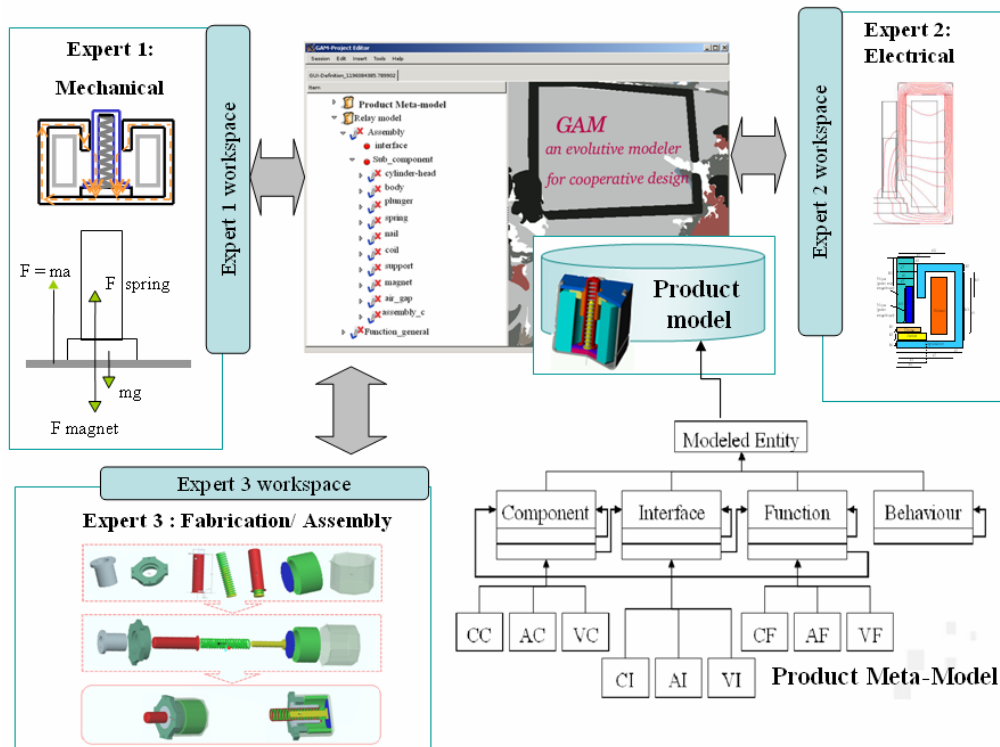 Expert 1:
Mechanical
Expert 1 workspace
F = ma
F spring
mg
F magnet
GAM-Project Editor
Session Edit Insert Tools Help
GUI-Definition_1196084385.789902
Item
Product Meta-model
Relay model
Assembly
interface
Sub_component
cylinder-head
body
plunger
spring
nail
coil
support
magnet
air_gap
assembly_c
Function_general
GAM
an evolutive modeler
for cooperative design
Product
model
Expert 2 workspace
Expert 2:
Electrical
Expert 3 workspace
Expert 3 : Fabrication/ Assembly
Modeled Entity
Component
Interface
Function
Behaviour
CC
AC
VC
CF
AF
VF
CI
AI
VI
Product Meta-Model